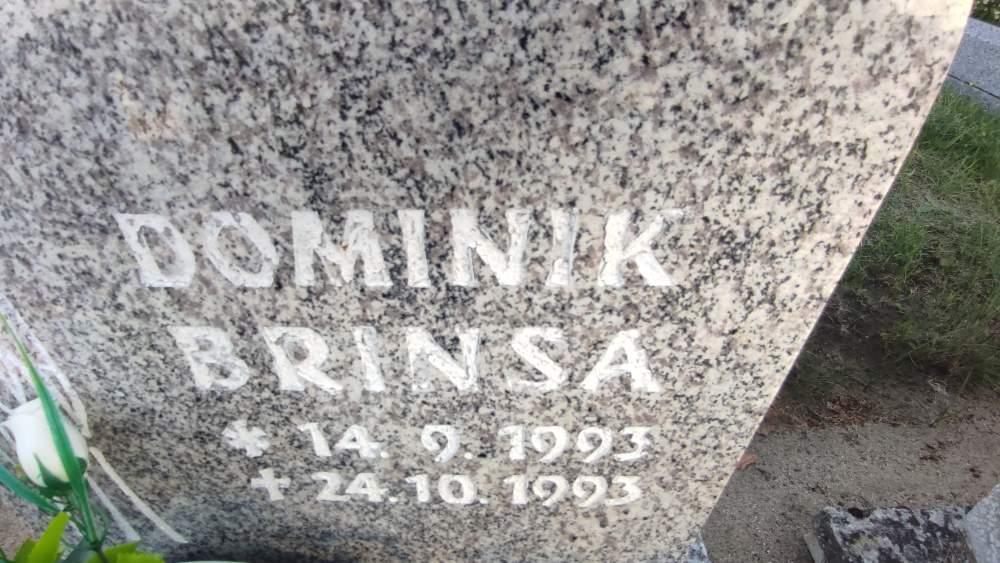 DOMINIK
BRINSA
* 14. 9. 1993
+ 24.10. 1993